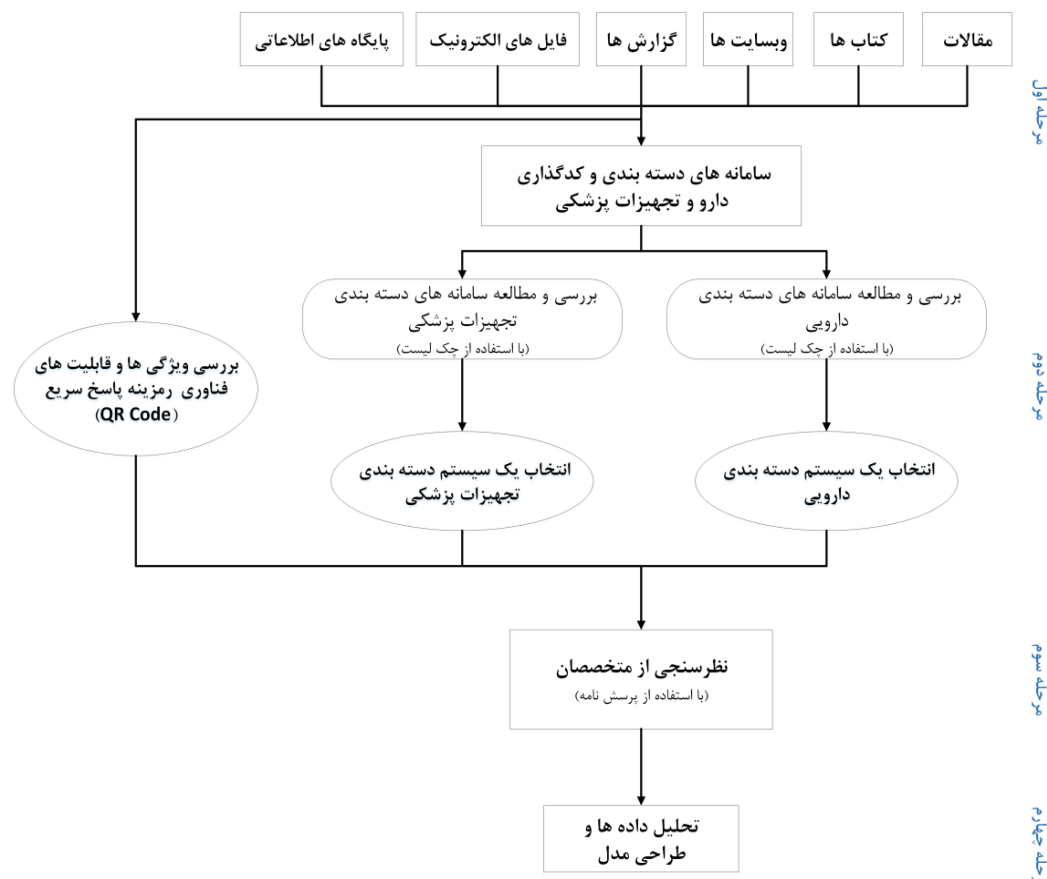 مقالات
کتاب ها
وبسایت ها
گزارش ها
فایل های الکترونیک
پایگاه های اطلاعاتی
مرحله اول
سامانه های دسته بندی و کدگذاری
دارو و تجهیزات پزشکی
بررسی و مطالعه سامانه های دسته بندی
دارویی
(با استفاده از چک لیست)
بررسی و مطالعه سامانه های دسته بندی
تجهیزات پزشکی
(با استفاده از چک لیست)
بررسی ویژگی ها و قابلیت های
فناوری رمزینه پاسخ سریع
(QR Code)
مرحله دوم
انتخاب یک سیستم دسته بندی
دارویی
انتخاب یک سیستم دسته بندی
تجهیزات پزشکی
مرحله سوم
نظرسنجی از متخصصان
(با استفاده از پرسش نامه)
تحلیل داده ها و
طراحی مدل
حله چهارم